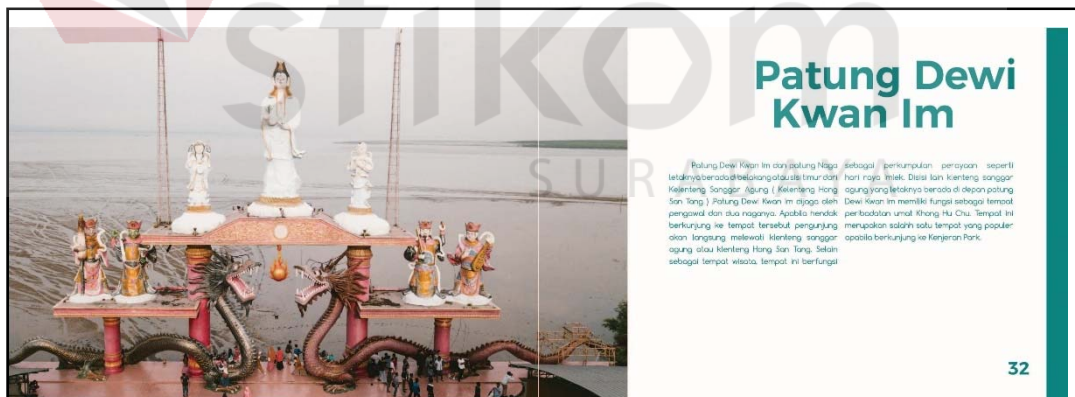 stikom
SURABAYA
Patung Dewi
Kwan Im
Patung Dewi Kwan Im dan patung Naga
letaknya berada di belakang atau sisi timur dari
Kelenteng Sanggar Agung ( Kelenteng Hong
San Tang. ) .Patung Dewi Kwan Im dijaga oleh
pengawal dan dua naganya. Apabila hendak
berkunjung ke tempat tersebut pengunjung
akan langsung melewati klenteng sanggar
agung atau klenteng Hong San Tang. Selain
sebagai tempat wisata, tempat ini berfungsi
sebagai perkumpulan perayaan seperti
hari raya Imlek. Disisi lain klenteng sanggar
agung yang letaknya berada di depan patung
Dewi Kwan Im memiliki fungsi sebagai tempat
peribadatan umat Khong Hu Chu. Tempat ini
merupakan salahh satu tempat yang populer
apabila berkunjung ke Kenjeran Park.
32